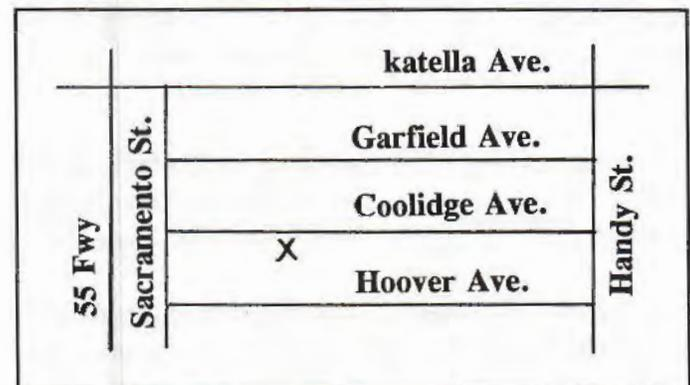 katella Ave.
Garfield Ave.
Coolidge Ave.
X
Hoover Ave.
55 Fwy
Sacramento St.
Handy St.